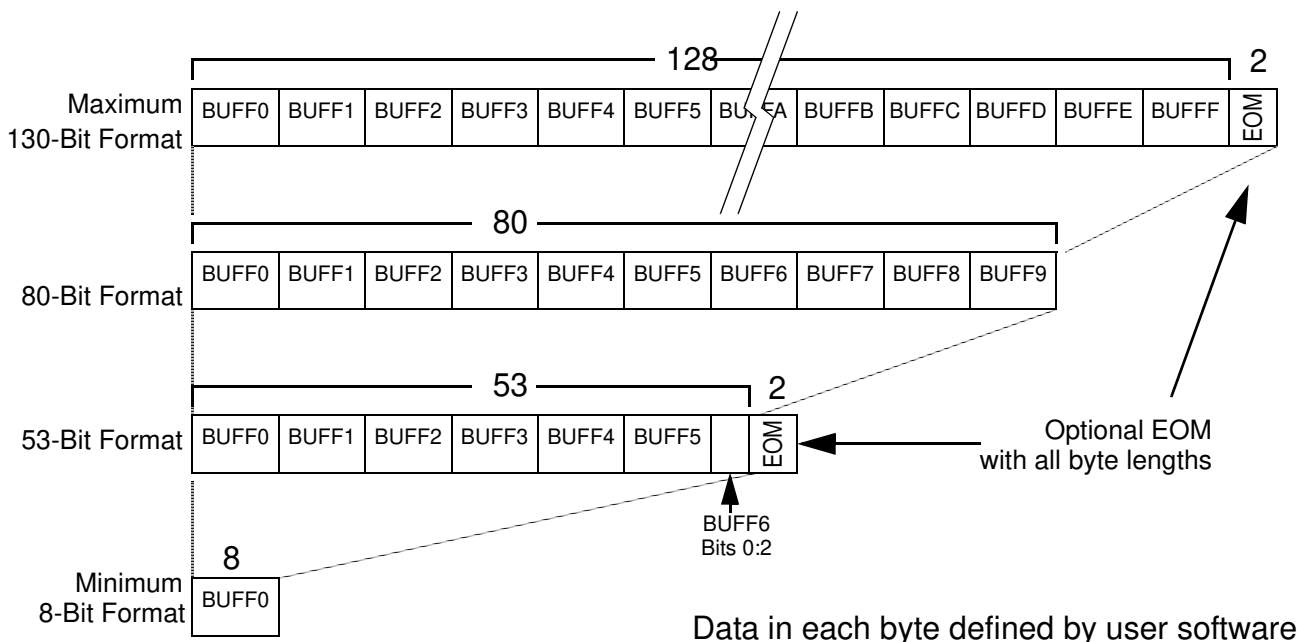 128 2
Maximum
130-Bit Format
BUFF0 BUFF1 BUFF2 BUFF3 BUFF4 BUFF5 BUFFA BUFFB BUFFC BUFFD BUFFE BUFFF EOM
80
80-Bit Format
BUFF0 BUFF1 BUFF2 BUFF3 BUFF4 BUFF5 BUFF6 BUFF7 BUFF8 BUFF9
53 2
53-Bit Format
BUFF0 BUFF1 BUFF2 BUFF3 BUFF4 BUFF5 EOM
Optional EOM
with all byte lengths
BUFF6
Bits 0:2
8
Minimum
8-Bit Format
BUFF0
Data in each byte defined by user software